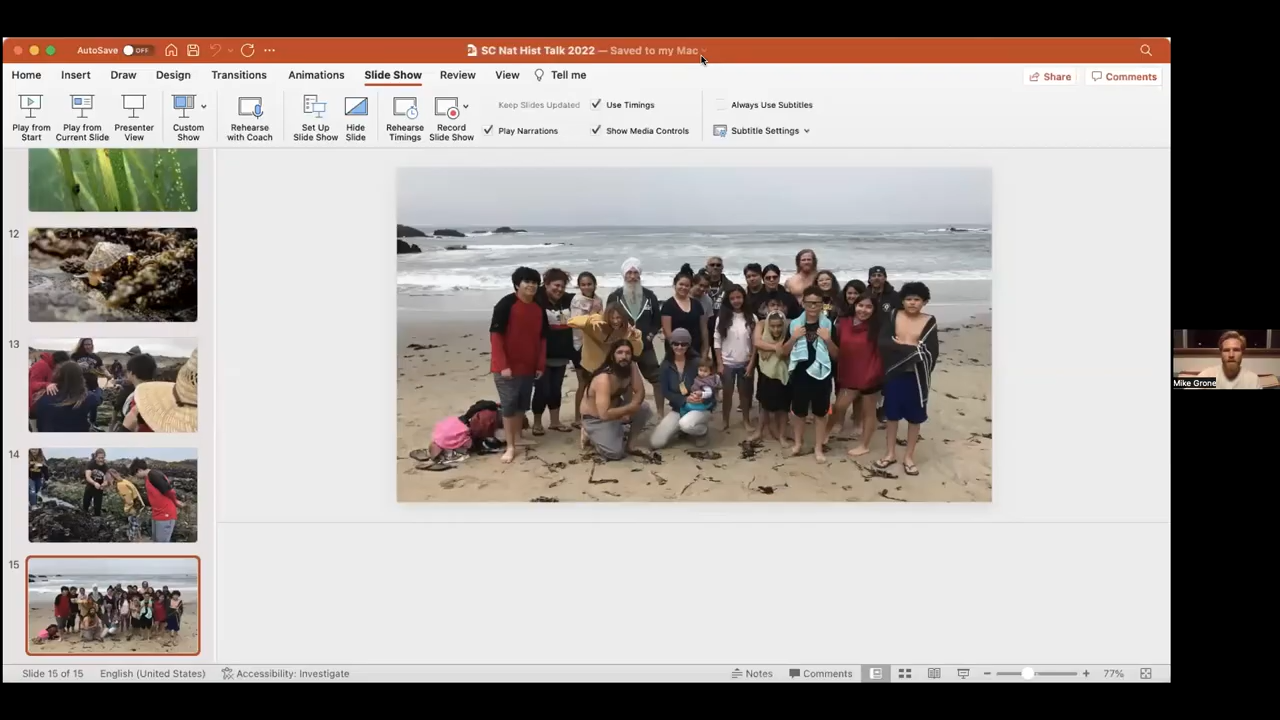 AutoSave OFF
SC Nat Hist Talk 2022 — Saved to my Mac
Home Insert Draw Design Transitions Animations Slide Show Review View Tell me
Share Comments
Play from Start
Play from Current Slide
Presenter View
Custom Show
Rehearse with Coach
Set Up Slide Show
Hide Slide
Rehearse Timings
Record Slide Show
Keep Slides Updated
Use Timings
Play Narrations
Show Media Controls
Always Use Subtitles
Subtitle Settings
12
13
14
15
Mike Grone
Slide 15 of 15 English (United States) Accessibility: Investigate Notes Comments 77%